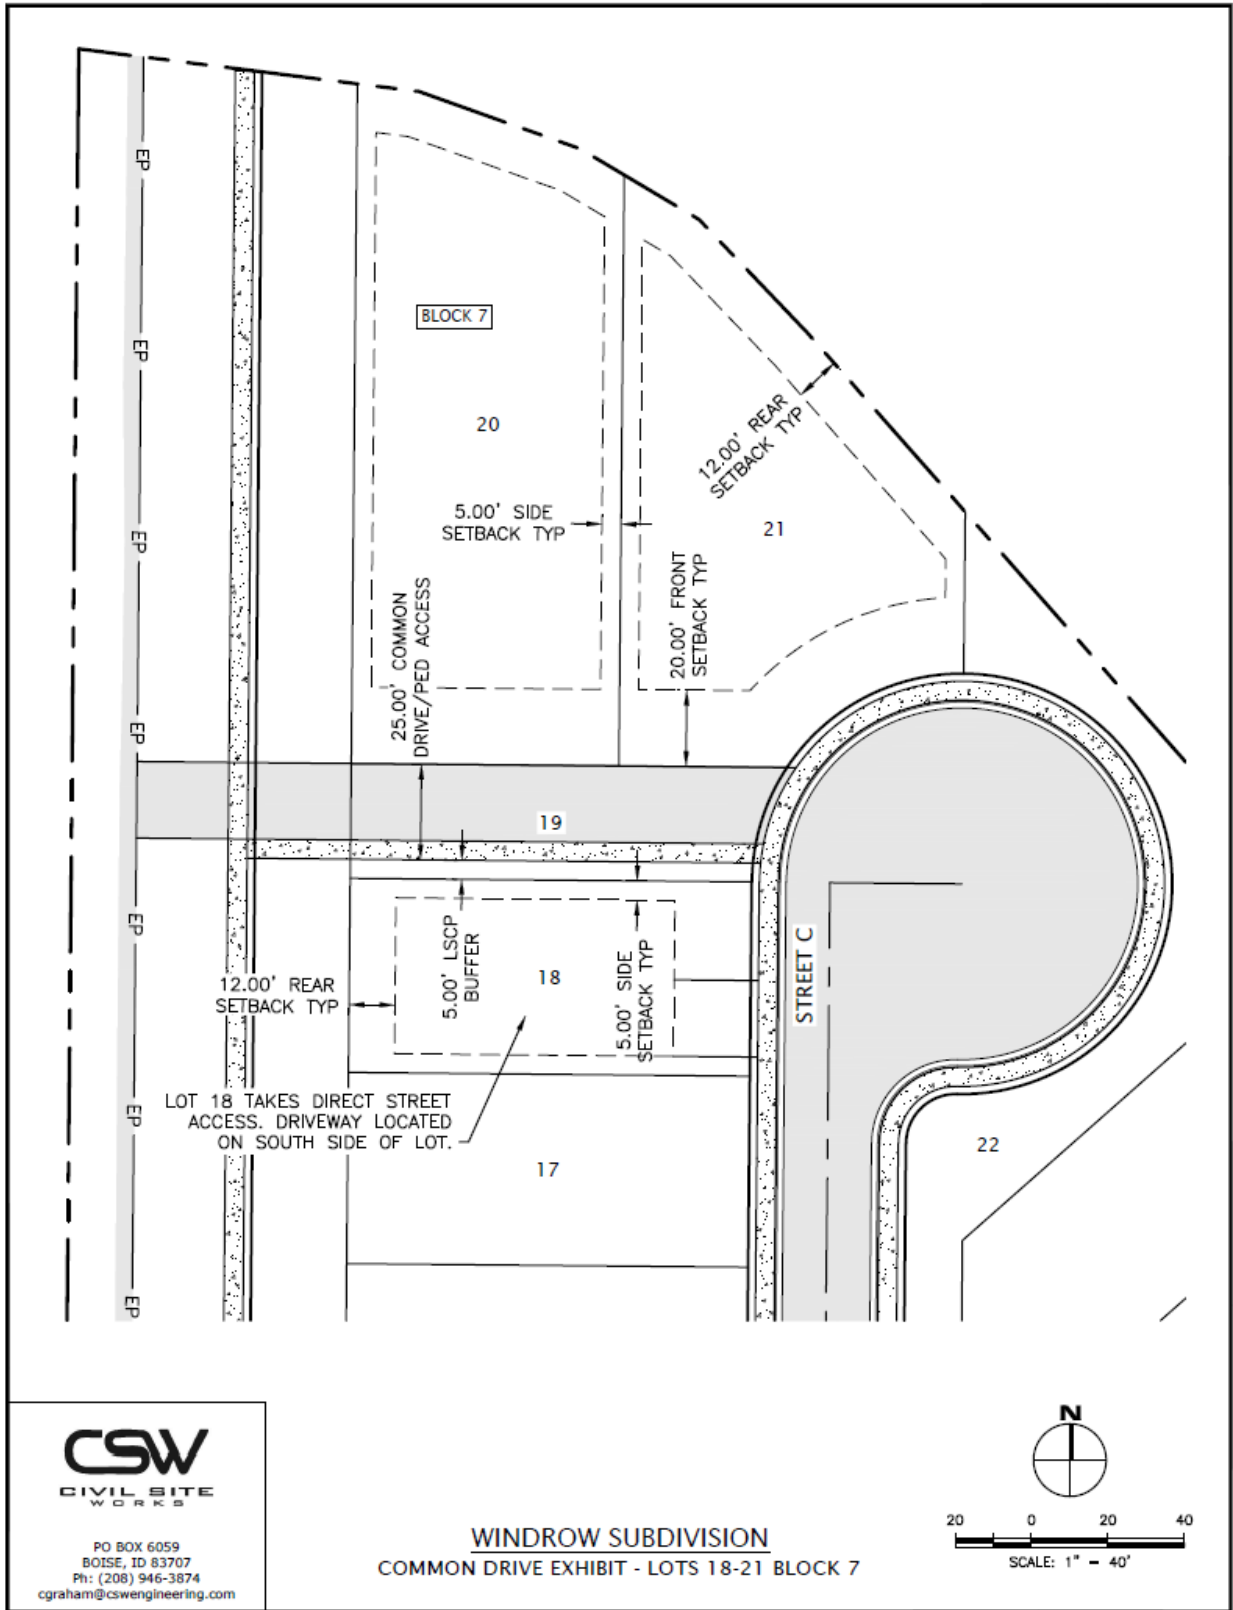 EP
EP
EP
EP
EP
EP
EP
BLOCK 7
20
5.00' SIDE
SETBACK TYP
12.00' REAR
SETBACK TYP
21
25.00' COMMON
DRIVE/PED ACCESS
20.00' FRONT
SETBACK TYP
19
5.00' LSCP
BUFFER
18
5.00' SIDE
SETBACK TYP
12.00' REAR
SETBACK TYP
STREET C
LOT 18 TAKES DIRECT STREET
ACCESS. DRIVEWAY LOCATED
ON SOUTH SIDE OF LOT.
17
22
CSW
CIVIL SITE
WORKS
PO BOX 6059
BOISE, ID 83707
Ph: (208) 946-3874
cgraham@cswengineering.com
WINDROW SUBDIVISION
COMMON DRIVE EXHIBIT - LOTS 18-21 BLOCK 7
N
20 0 20 40
SCALE: 1" = 40'